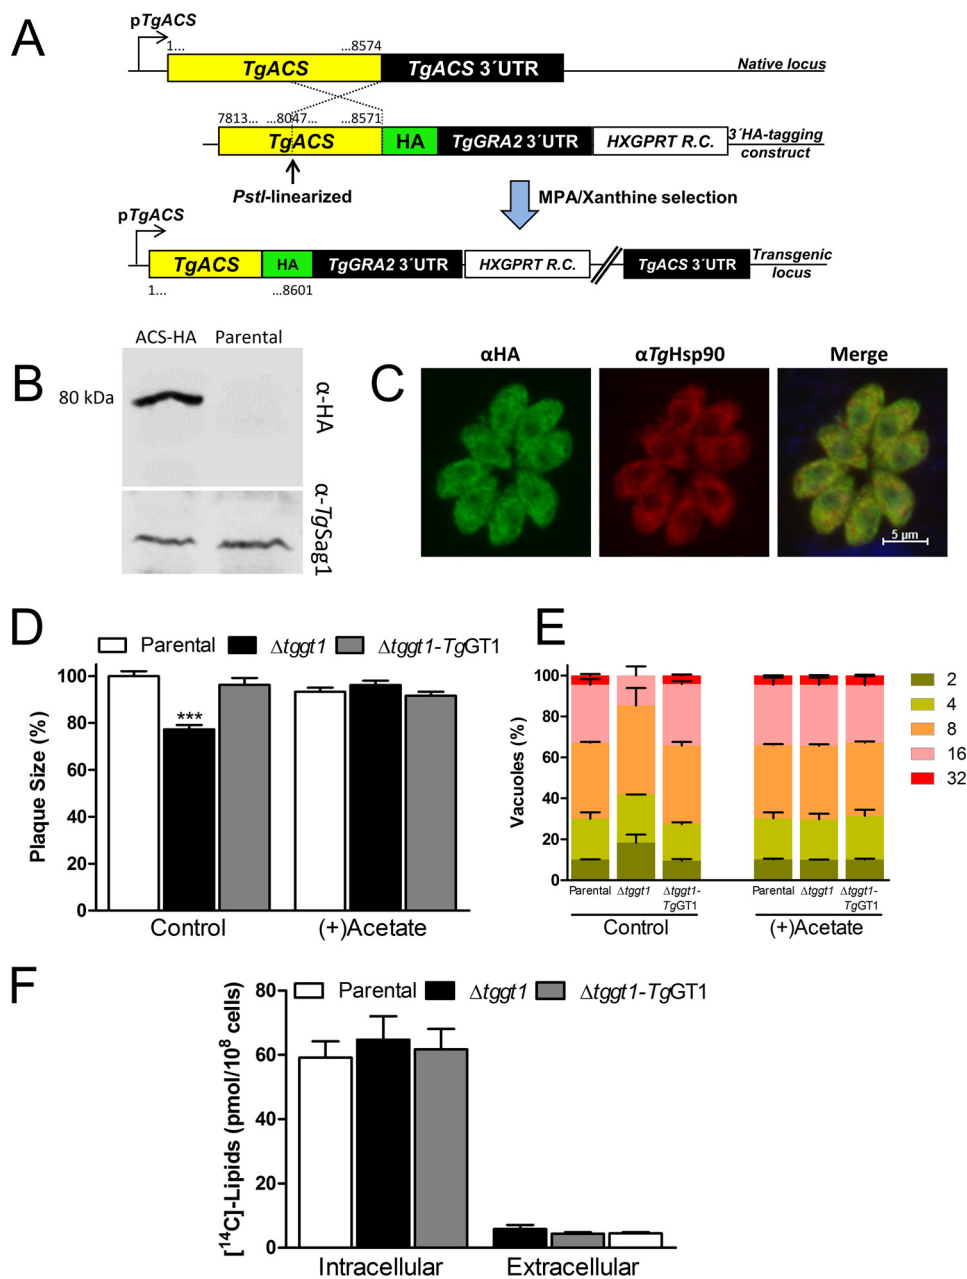 A
pTgACS
1...
...8574
TgACS
TgACS 3´UTR
Native locus
7813...
...8047...
...8571
TgACS
HA
TgGRA2 3´UTR
HXGPRT R.C.
3´HA-tagging
construct
PstI-linearized
MPA/Xanthine selection
pTgACS
TgACS
HA
TgGRA2 3´UTR
HXGPRT R.C.
TgACS 3´UTR
Transgenic
locus
1...
...8601
B
ACS-HA
Parental
80 kDa
α-HA
α-TgSag1
C
αHA
αTgHsp90
Merge
5 µm
D
Parental
Δtggt1
Δtggt1-TgGT1
Plaque Size (%)
100
80
60
40
20
0
***
Control
(+)Acetate
E
Vacuoles (%)
100
80
60
40
20
0
2
4
8
16
32
Parental
Δtggt1
Δtggt1-
TgGT1
Parental
Δtggt1
Δtggt1-
TgGT1
Control
(+)Acetate
F
Parental
Δtggt1
Δtggt1-TgGT1
[¹⁴C]-Lipids (pmol/10⁸ cells)
80
60
40
20
0
Intracellular
Extracellular